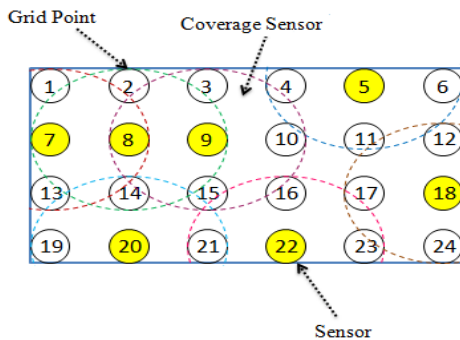 Grid Point
Coverage Sensor
1 2 3 4 5 6
7 8 9 10 11 12
13 14 15 16 17 18
19 20 21 22 23 24
Sensor